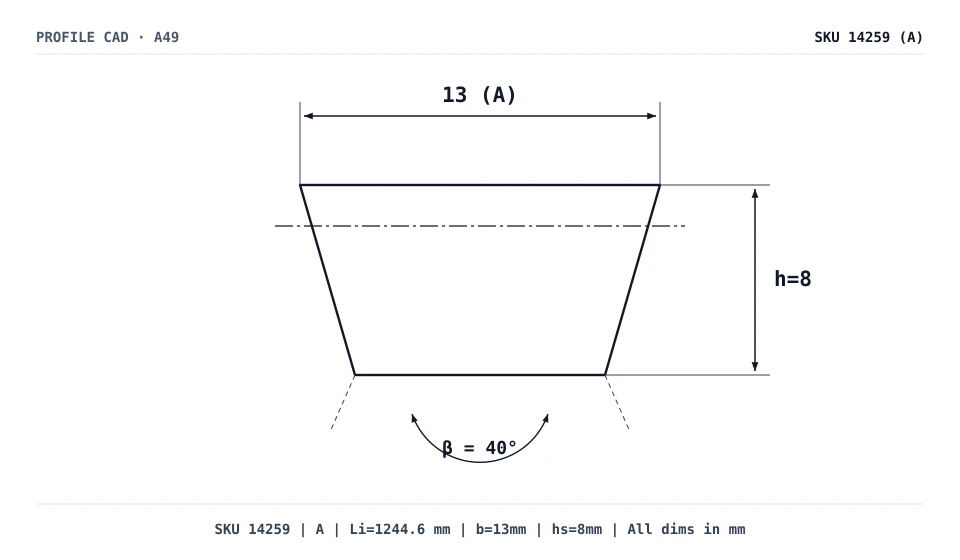 PROFILE CAD · A49
SKU 14259 (A)
13 (A)
h=8
β = 40°
SKU 14259 | A | Li=1244.6 mm | b=13mm | hs=8mm | All dims in mm